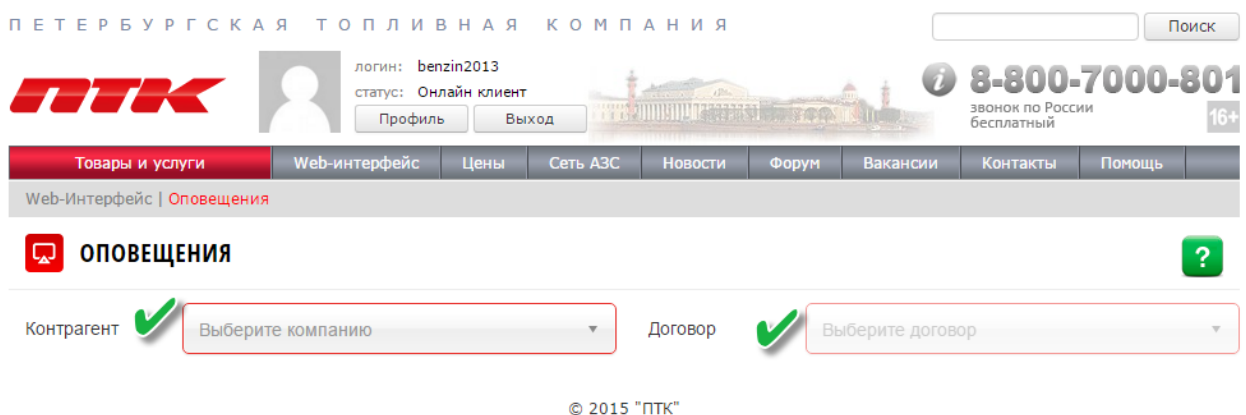 ПЕТЕРБУРГСКАЯ ТОПЛИВНАЯ КОМПАНИЯ
Поиск
ПТК
логин: benzin2013
статус: Онлайн клиент
Профиль Выход
8-800-7000-801
звонок по России
бесплатный
16+
Товары и услуги Web-интерфейс Цены Сеть АЗС Новости Форум Вакансии Контакты Помощь
Web-Интерфейс | Оповещения
ОПОВЕЩЕНИЯ
?
Контрагент Выберите компанию Договор Выберите договор
© 2015 "ПТК"